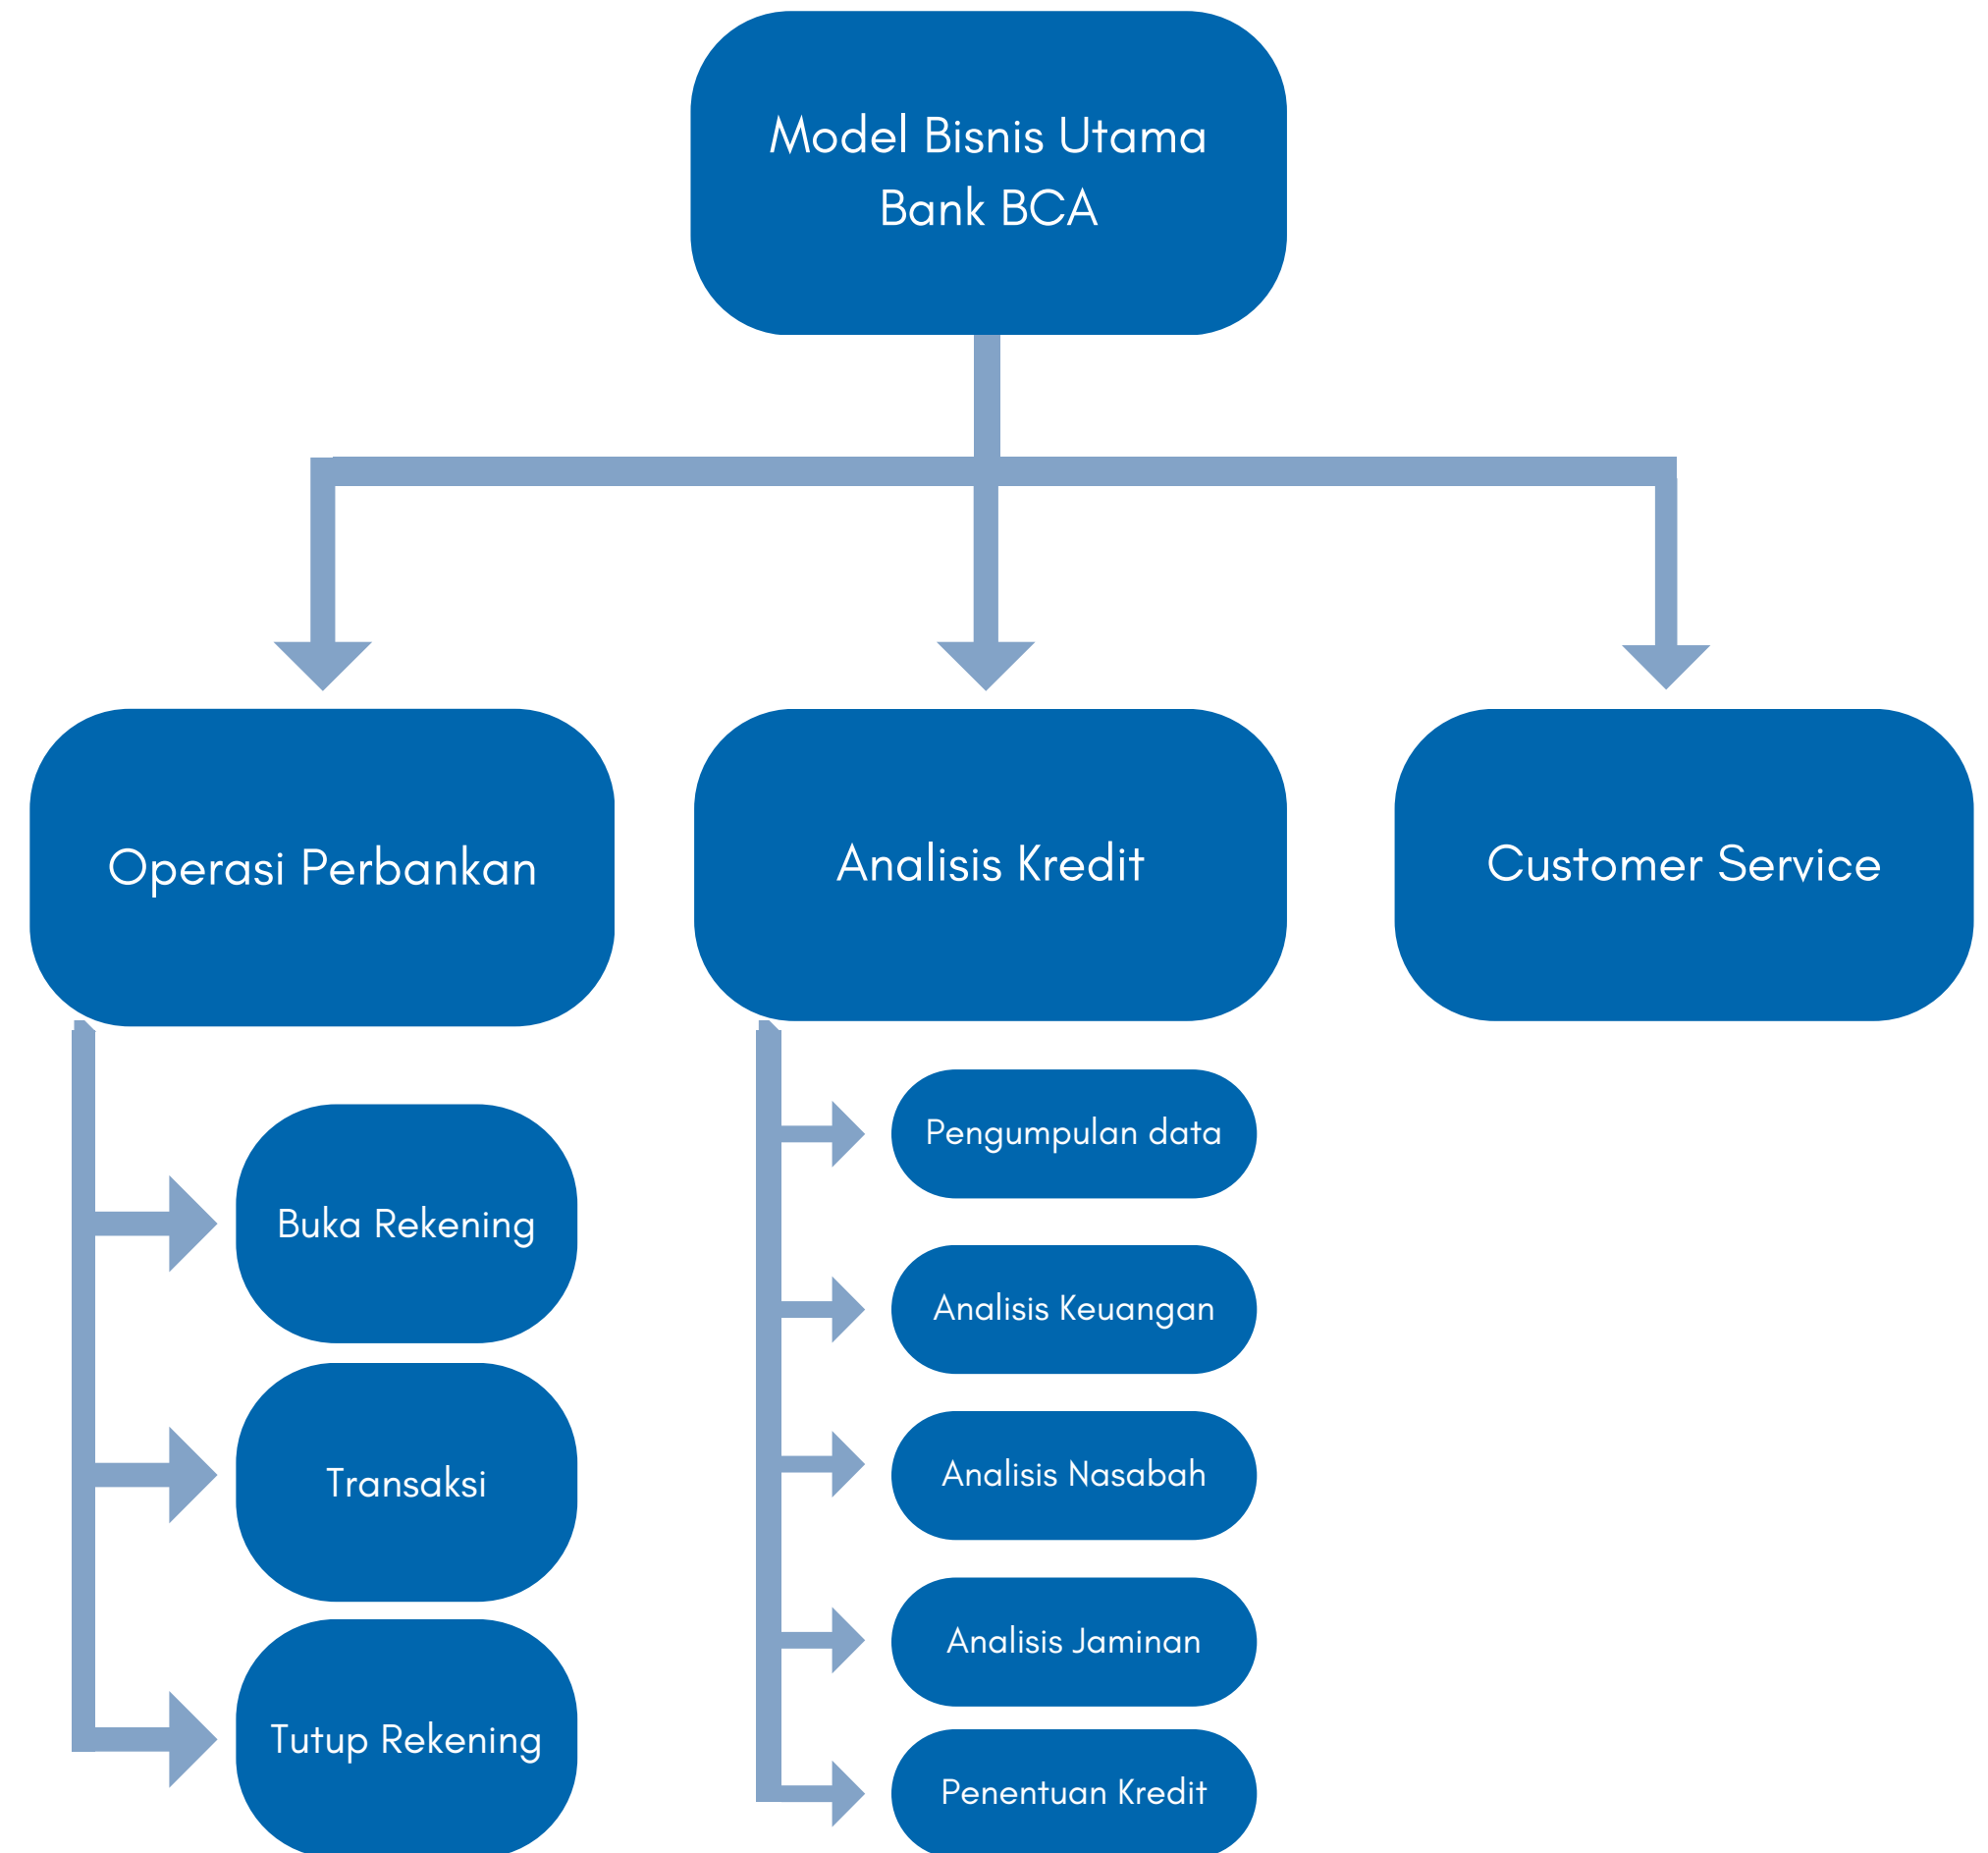 Model Bisnis Utama
Bank BCA
Operasi Perbankan
Analisis Kredit
Customer Service
Buka Rekening
Transaksi
Tutup Rekening
Pengumpulan data
Analisis Keuangan
Analisis Nasabah
Analisis Jaminan
Penentuan Kredit